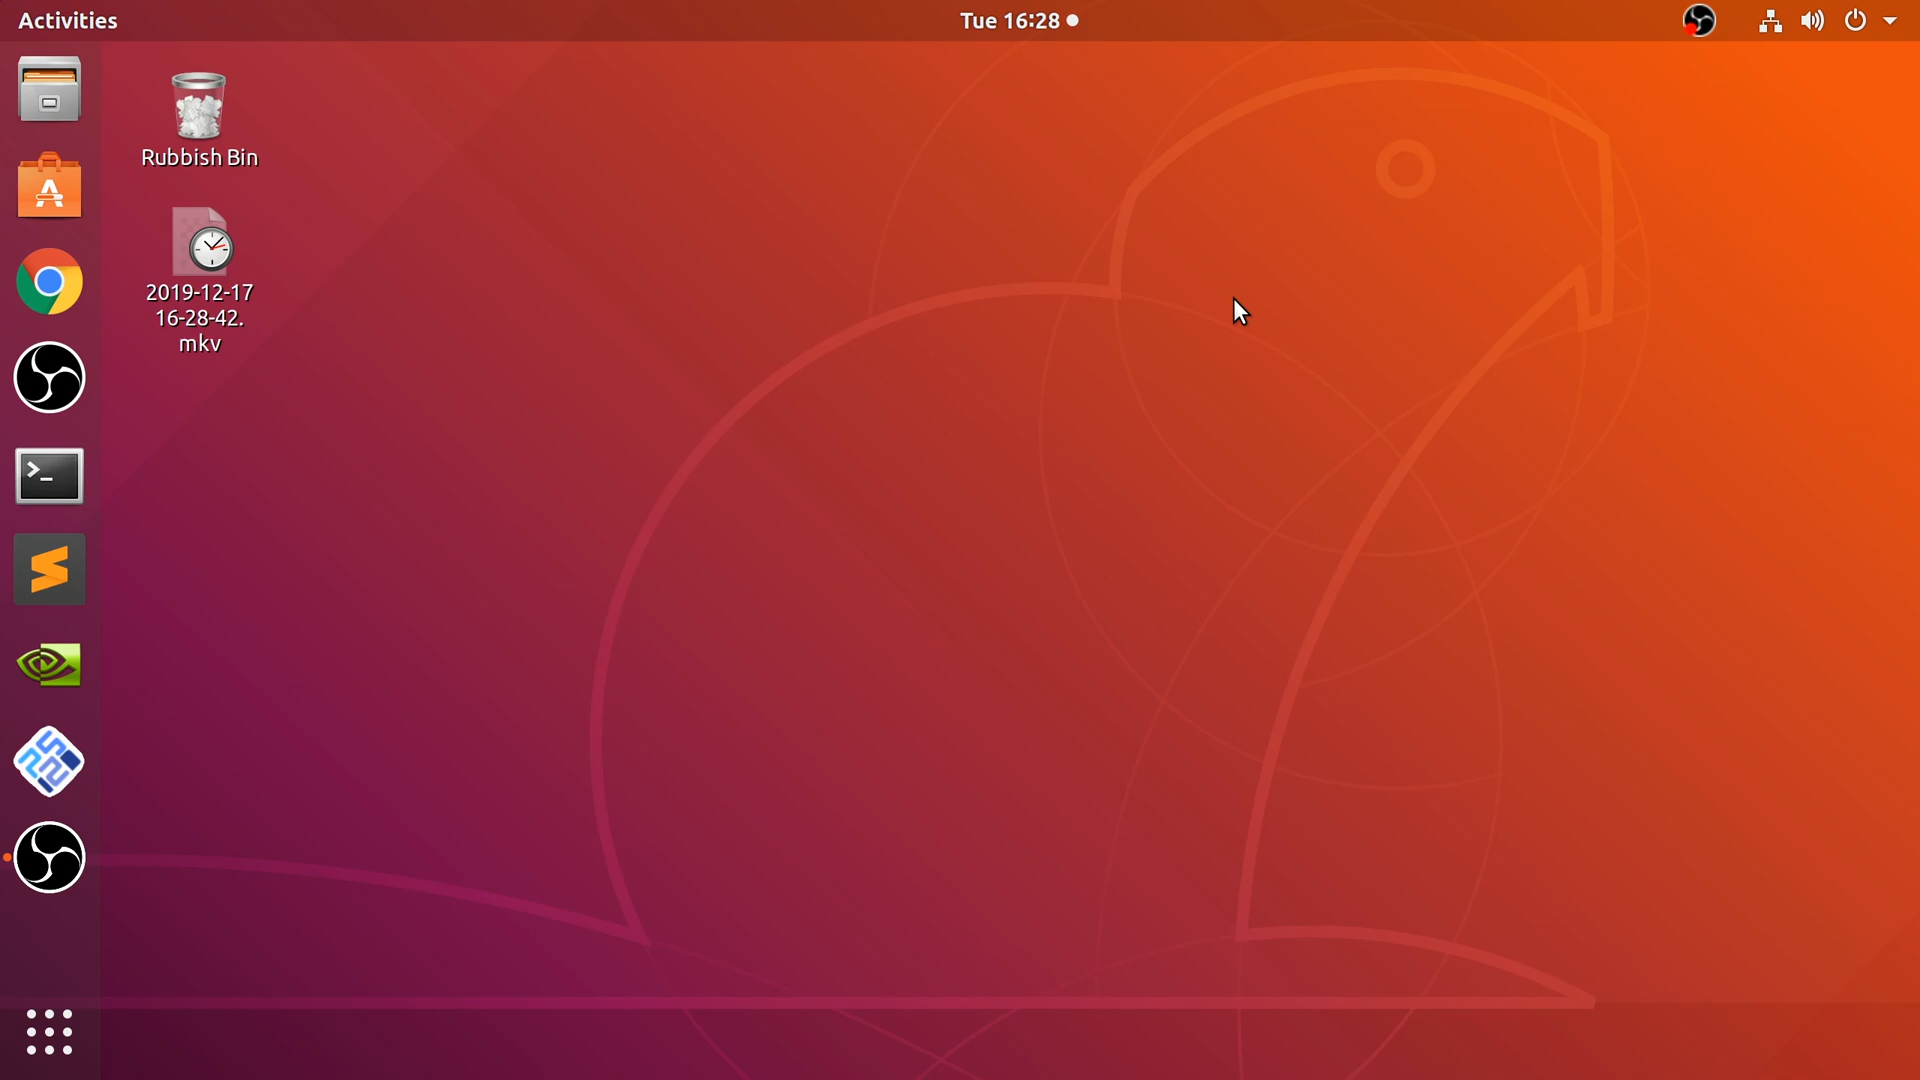 Activities
Tue 16:28
Rubbish Bin
2019-12-17
16-28-42.
mkv